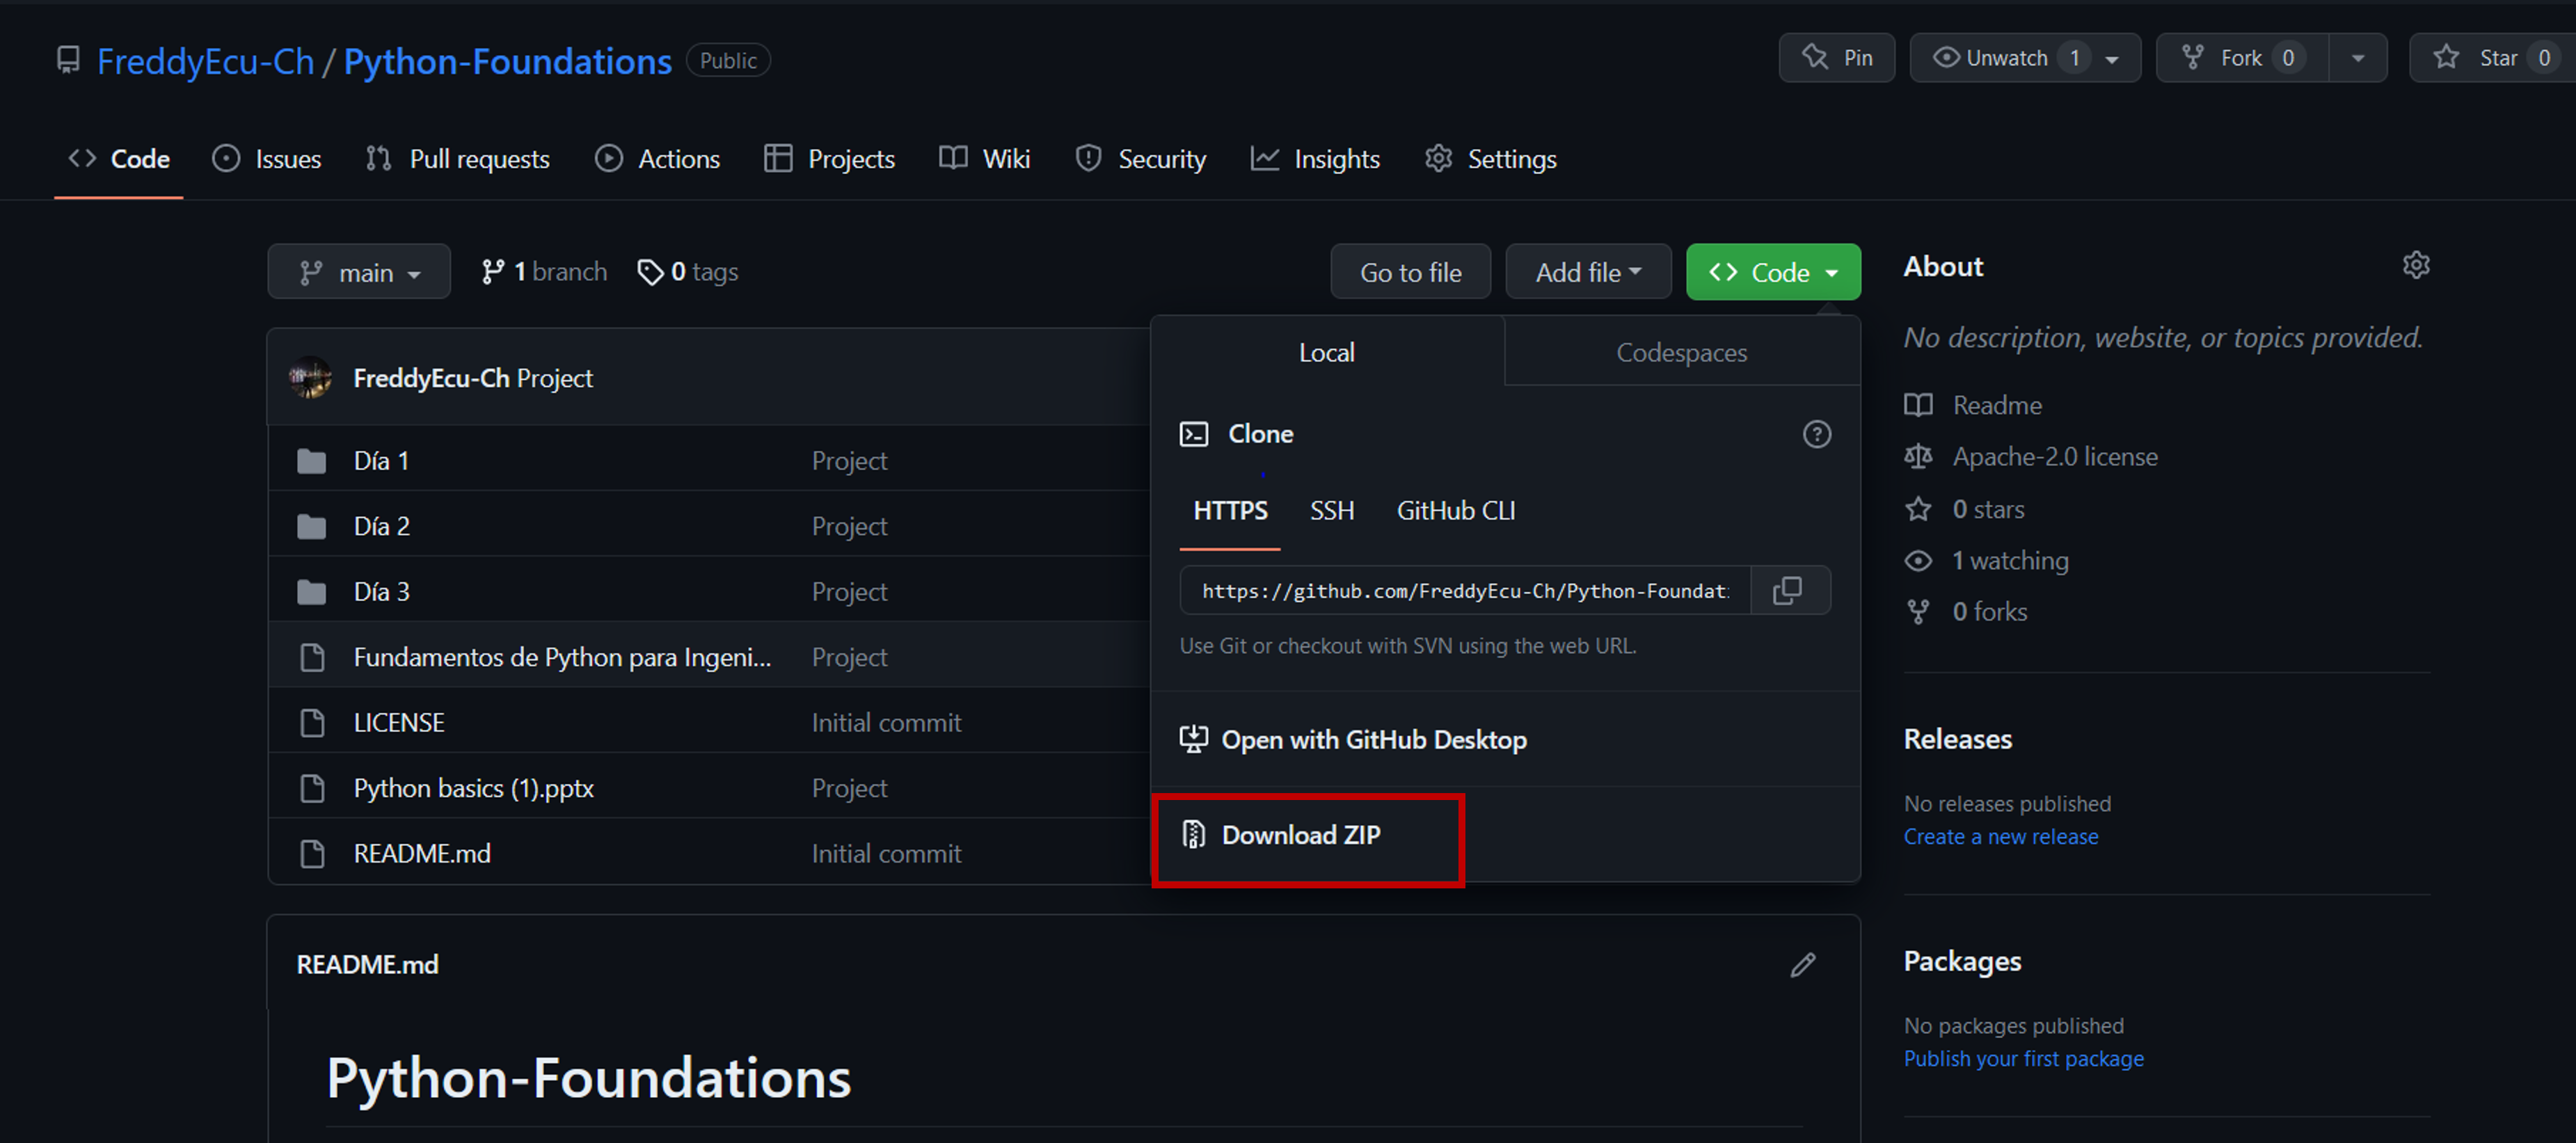 FreddyEcu-Ch / Python-Foundations Public
Pin Unwatch 1 Fork 0 Star 0
Code Issues Pull requests Actions Projects Wiki Security Insights Settings
main 1 branch 0 tags Go to file Add file Code
FreddyEcu-Ch Project
Día 1 Project
Día 2 Project
Día 3 Project
Fundamentos de Python para Ingeni... Project
LICENSE Initial commit
Python basics (1).pptx Project
README.md Initial commit
Local Codespaces
Clone
HTTPS SSH GitHub CLI
https://github.com/FreddyEcu-Ch/Python-Foundati
Use Git or checkout with SVN using the web URL.
Open with GitHub Desktop
Download ZIP
README.md
Python-Foundations
About
No description, website, or topics provided.
Readme
Apache-2.0 license
0 stars
1 watching
0 forks
Releases
No releases published
Create a new release
Packages
No packages published
Publish your first package